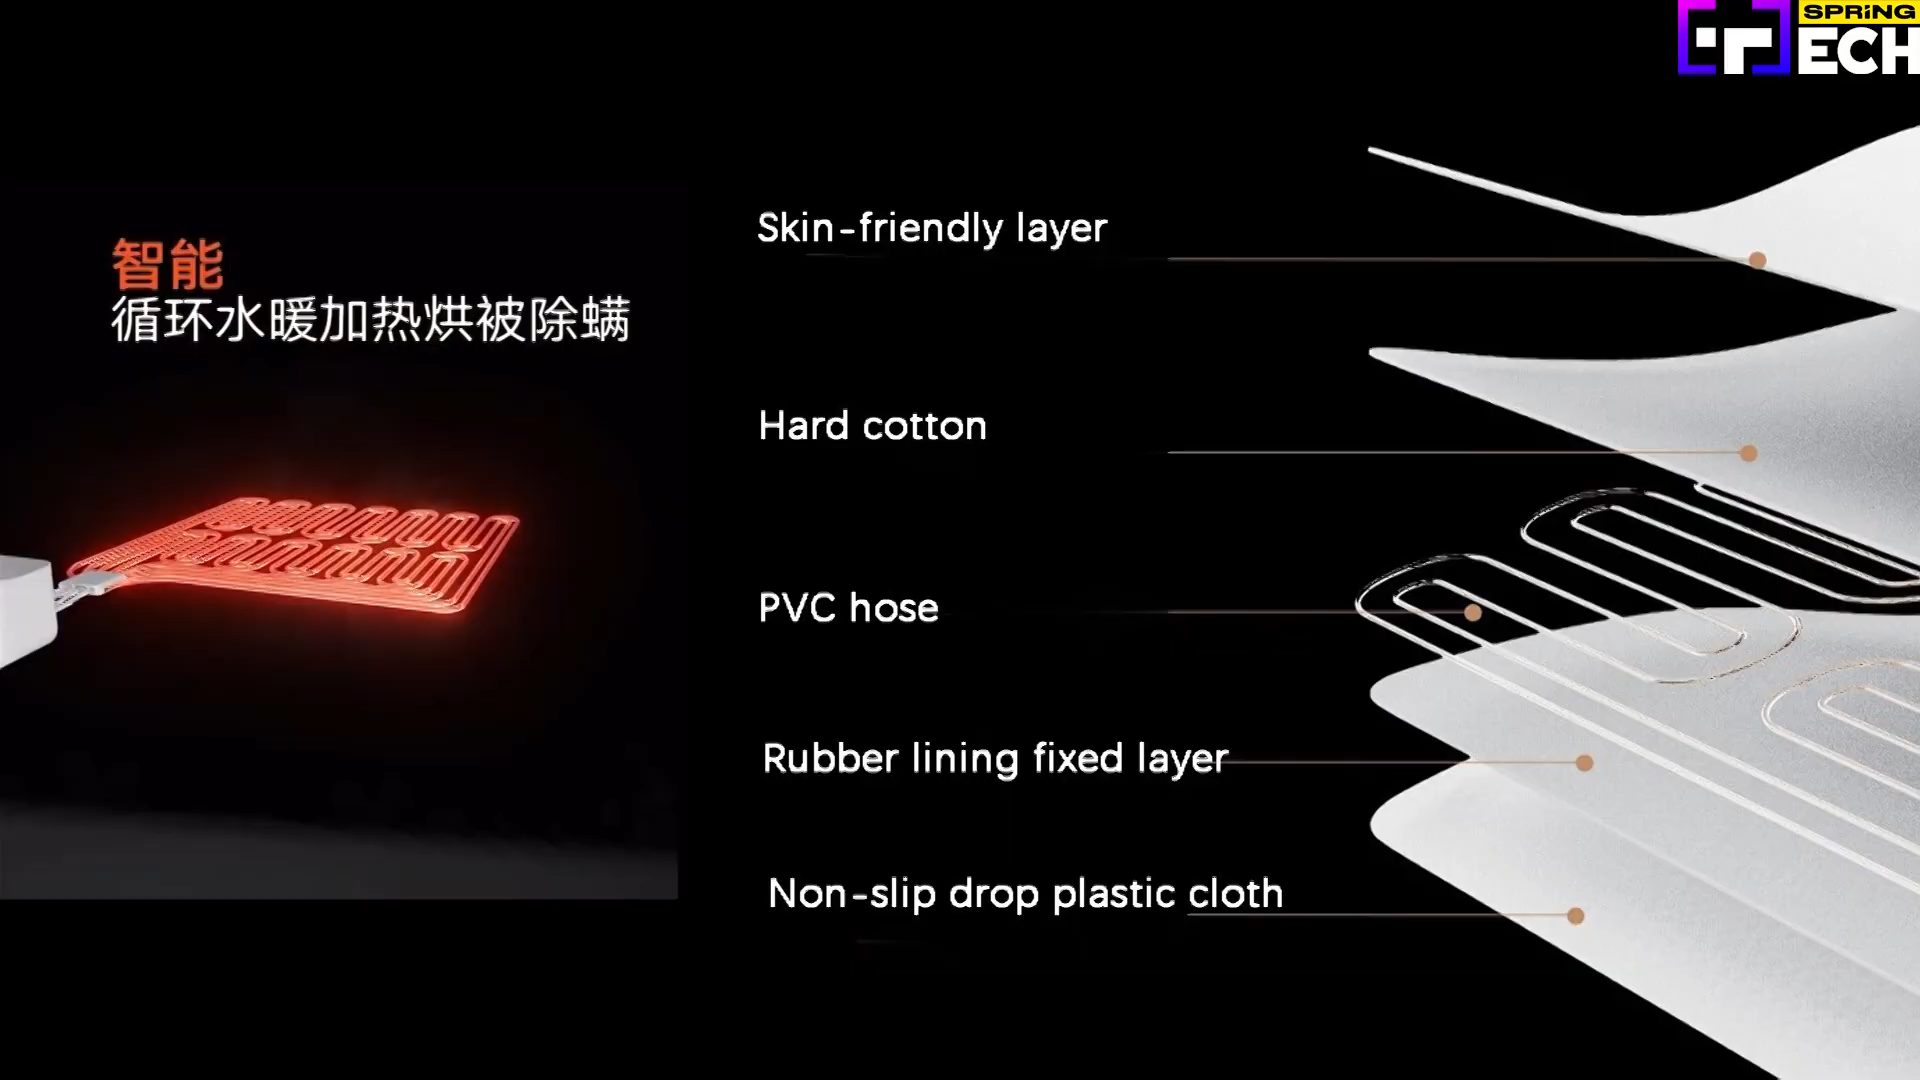 SPRiNG
TECH
智能
循环水暖加热烘被除螨
Skin-friendly layer
Hard cotton
PVC hose
Rubber lining fixed layer
Non-slip drop plastic cloth